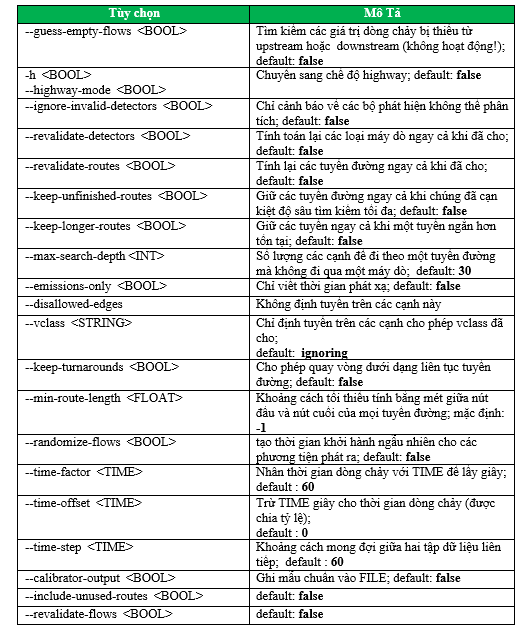 Tùy chọn
Mô Tả
--guess-empty-flows <BOOL>
Tìm kiếm các giá trị dòng chảy bị thiếu từ
upstream hoặc downstream (không hoạt động!);
default: false
-h <BOOL>
--highway-mode <BOOL>
Chuyển sang chế độ highway; default: false
--ignore-invalid-detectors <BOOL>
Chỉ cảnh báo về các bộ phát hiện không thể phân
tích; default: false
--revalidate-detectors <BOOL>
Tính toán lại các loại máy dò ngay cả khi đã cho;
default: false
--revalidate-routes <BOOL>
Tính lại các tuyến đường ngay cả khi đã cho;
default: false
--keep-unfinished-routes <BOOL>
Giữ các tuyến đường ngay cả khi chúng đã cạn
kiệt độ sâu tìm kiếm tối đa; default: false
--keep-longer-routes <BOOL>
Giữ các tuyến ngay cả khi một tuyến ngắn hơn
tồn tại; default: false
--max-search-depth <INT>
Số lượng các cạnh để đi theo một tuyến đường
mà không đi qua một máy dò; default: 30
--emissions-only <BOOL>
Chỉ viết thời gian phát xạ; default: false
--disallowed-edges
Không định tuyến trên các cạnh này
--vclass <STRING>
Chỉ định tuyến trên các cạnh cho phép vclass đã
cho;
default: ignoring
--keep-turnarounds <BOOL>
Cho phép quay vòng dưới dạng liên tục tuyến
đường; default: false
--min-route-length <FLOAT>
Khoảng cách tối thiểu tính bằng mét giữa nút
đầu và nút cuối của mọi tuyến đường; mặc định:
-1
--randomize-flows <BOOL>
tạo thời gian khởi hành ngẫu nhiên cho các
phương tiện phát ra; default: false
--time-factor <TIME>
Nhân thời gian dòng chảy với TIME để lấy giây;
default : 60
--time-offset <TIME>
Trừ TIME giây cho thời gian dòng chảy (được
chia tỷ lệ);
default : 0
--time-step <TIME>
Khoảng cách mong đợi giữa hai tập dữ liệu liên
tiếp; default : 60
--calibrator-output <BOOL>
Ghi mẫu chuẩn vào FILE; default: false
--include-unused-routes <BOOL>
default: false
--revalidate-flows <BOOL>
default: false